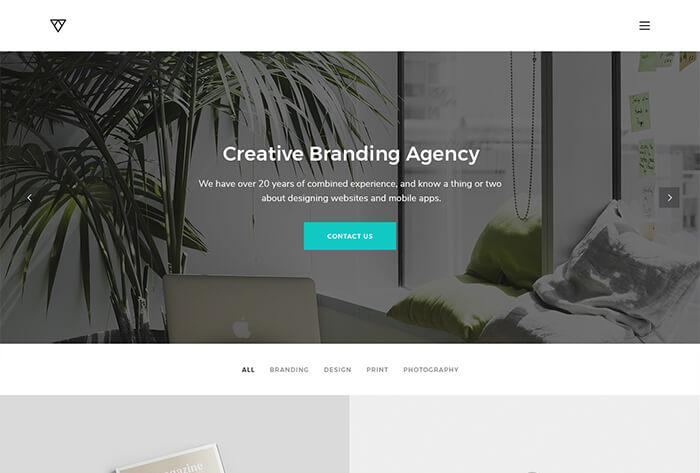 Creative Branding Agency
We have over 20 years of combined experience, and know a thing or two
about designing websites and mobile apps.
CONTACT US
ALL BRANDING DESIGN PRINT PHOTOGRAPHY